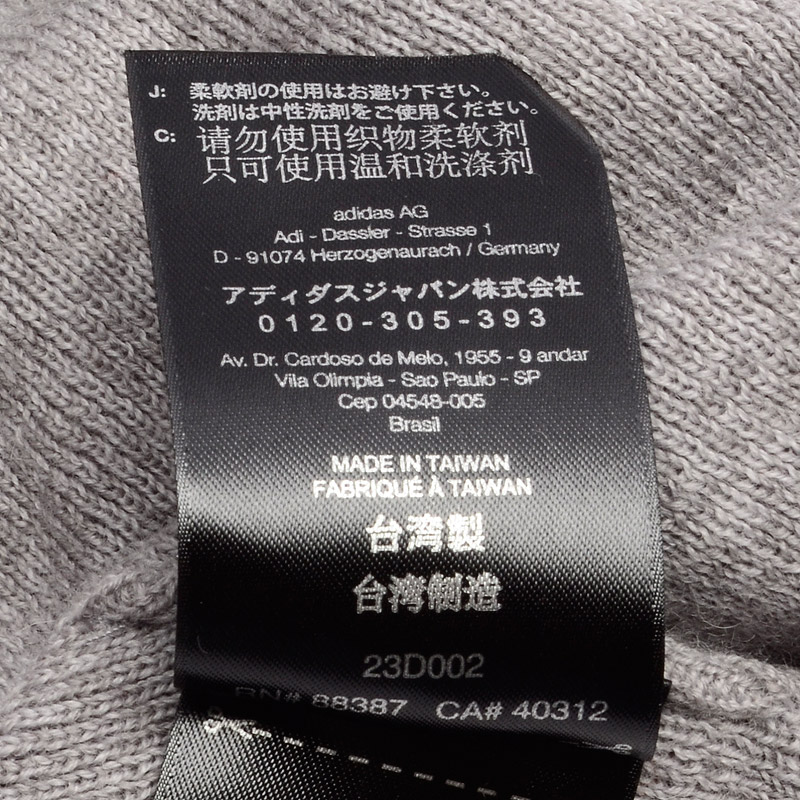 J: 柔軟剤の使用はお避け下さい。
洗剤は中性洗剤をご使用ください。
C: 请勿使用织物柔软剂
只可使用温和洗涤剂
adidas AG
Adi - Dassler - Strasse 1
D - 91074 Herzogenaurach / Germany
アディダスジャパン株式会社
0120-305-393
Av. Dr. Cardoso de Melo, 1955 - 9 andar
Vila Olimpia - Sao Paulo - SP
Cep 04548-005
Brasil
MADE IN TAIWAN
FABRIQUÉ À TAIWAN
台湾製
台湾制造
23D002
RN# 88387 CA# 40312